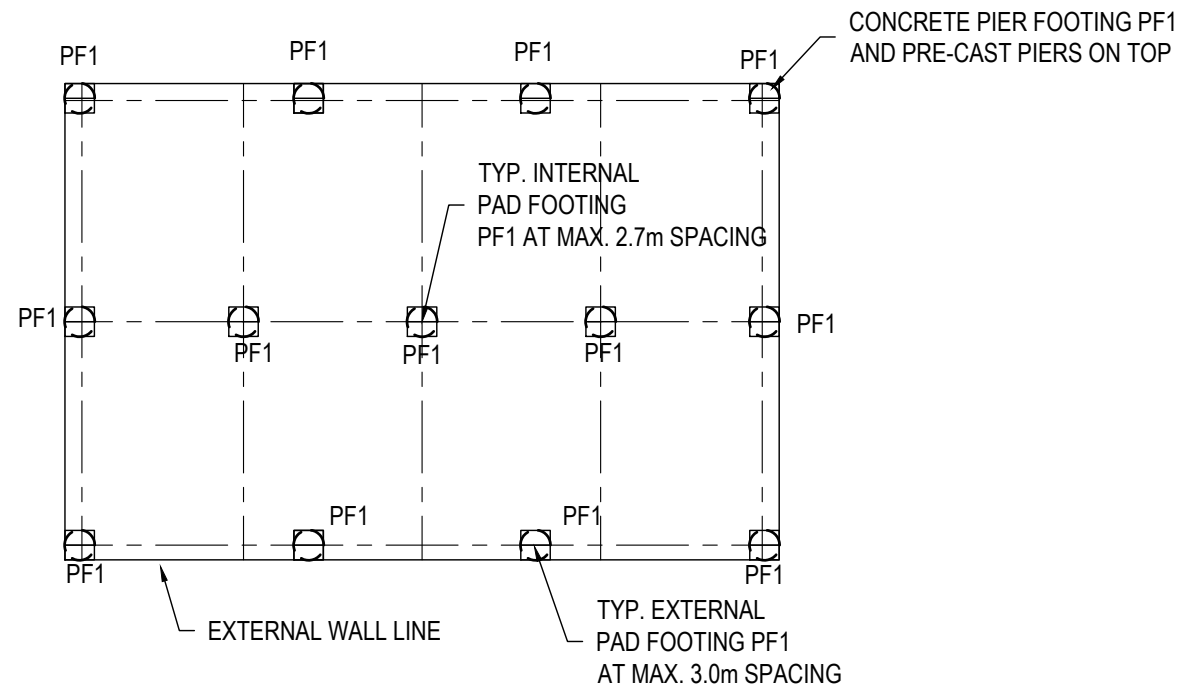 CONCRETE PIER FOOTING PF1
AND PRE-CAST PIERS ON TOP
PF1
PF1
PF1
PF1
TYP. INTERNAL
PAD FOOTING
PF1 AT MAX. 2.7m SPACING
PF1
PF1
PF1
PF1
PF1
PF1
PF1
PF1
PF1
EXTERNAL WALL LINE
TYP. EXTERNAL
PAD FOOTING PF1
AT MAX. 3.0m SPACING